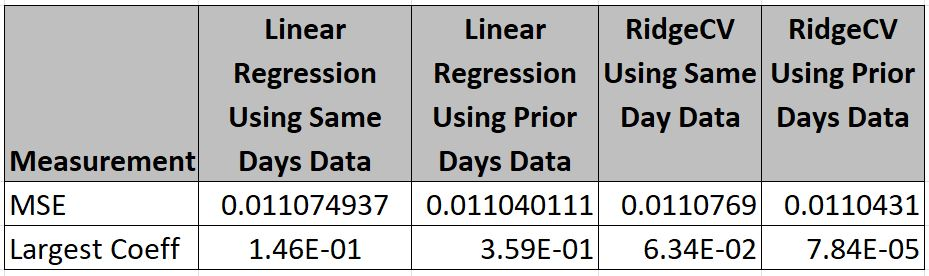 Measurement Linear Regression Using Same Days Data Linear Regression Using Prior Days Data RidgeCV Using Same Day Data RidgeCV Using Prior Days Data
MSE 0.011074937 0.011040111 0.0110769 0.0110431
Largest Coeff 1.46E-01 3.59E-01 6.34E-02 7.84E-05